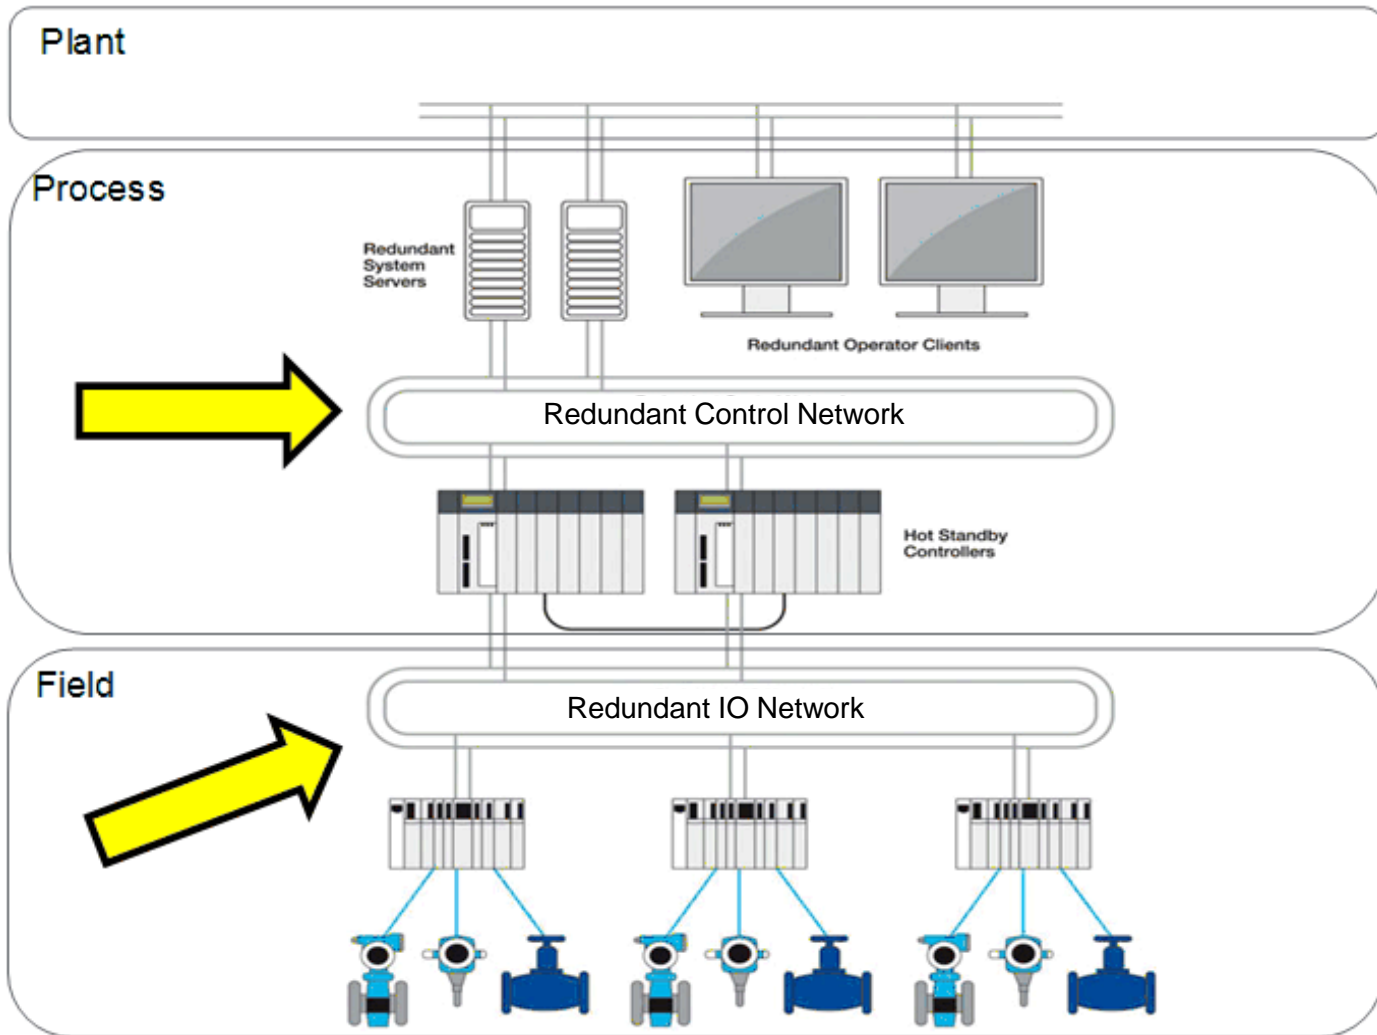 Plant
Process
Redundant
System
Servers
Redundant Operator Clients
Redundant Control Network
Hot Standby
Controllers
Field
Redundant IO Network